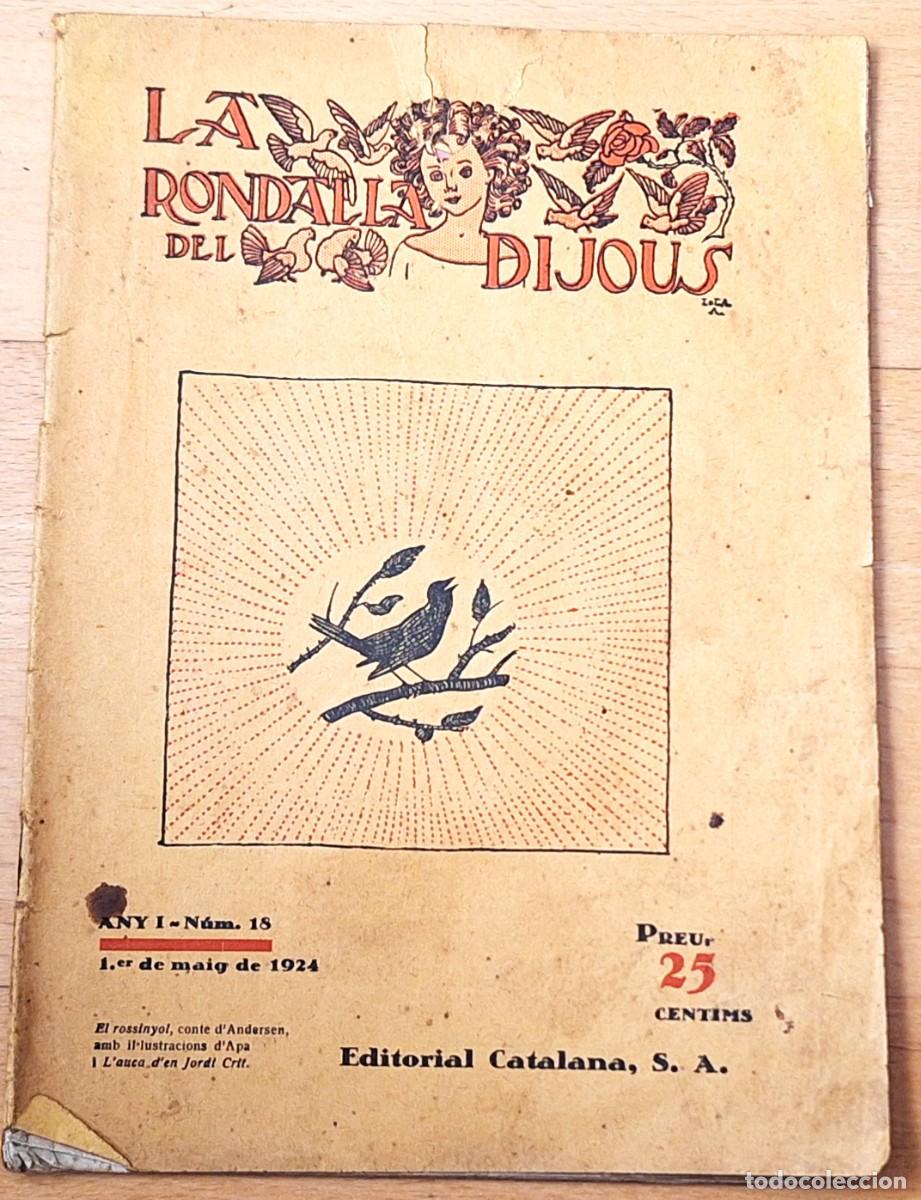 LA
RONDALLA
DEL DIJOUS
ANY I - Núm. 18
1.er de maig de 1924
El rossinyol, conte d'Andersen,
amb il·lustracions d'Apa
i L'auca d'en Jordi Crit.
PREU,
25
CENTIMS
Editorial Catalana, S. A.
todocoleccion